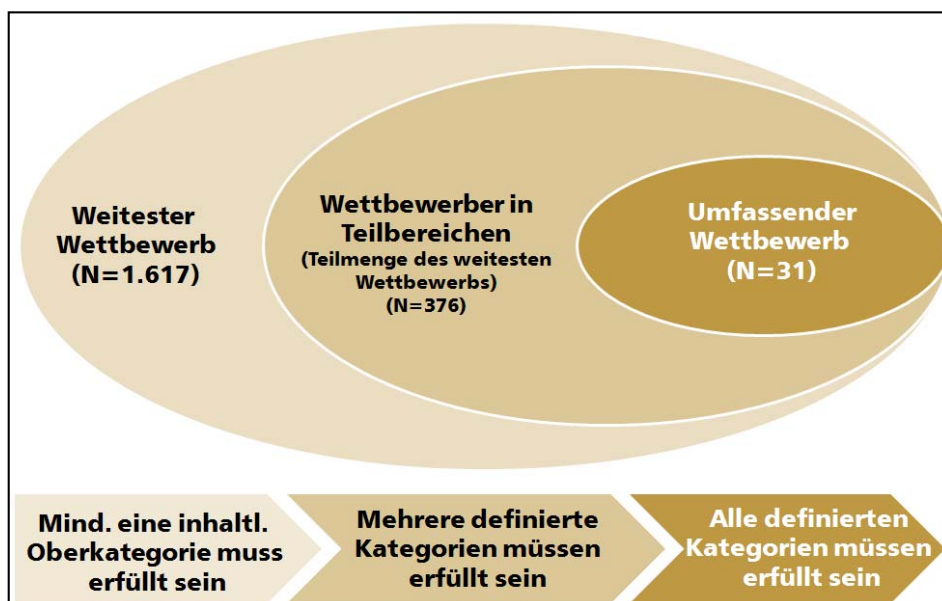 Weitester
Wettbewerb
(N=1.617)
Wettbewerber in
Teilbereichen
(Teilmenge des weitesten
Wettbewerbs)
(N=376)
Umfassender
Wettbewerb
(N=31)
Mind. eine inhaltl.
Oberkategorie muss
erfüllt sein
Mehrere definierte
Kategorien müssen
erfüllt sein
Alle definierten
Kategorien müssen
erfüllt sein